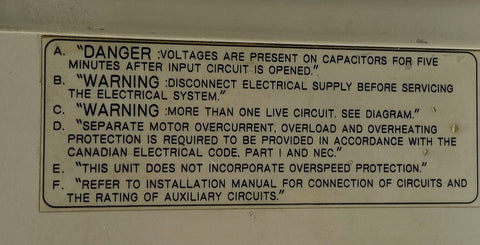 A. "DANGER :VOLTAGES ARE PRESENT ON CAPACITORS FOR FIVE
MINUTES AFTER INPUT CIRCUIT IS OPENED."
B. "WARNING :DISCONNECT ELECTRICAL SUPPLY BEFORE SERVICING
THE ELECTRICAL SYSTEM."
C. "WARNING :MORE THAN ONE LIVE CIRCUIT. SEE DIAGRAM."
D. "SEPARATE MOTOR OVERCURRENT, OVERLOAD AND OVERHEATING
PROTECTION IS REQUIRED TO BE PROVIDED IN ACCORDANCE WITH THE
CANADIAN ELECTRICAL CODE, PART I AND NEC."
E. "THIS UNIT DOES NOT INCORPORATE OVERSPEED PROTECTION."
F. "REFER TO INSTALLATION MANUAL FOR CONNECTION OF CIRCUITS AND
THE RATING OF AUXILIARY CIRCUITS."